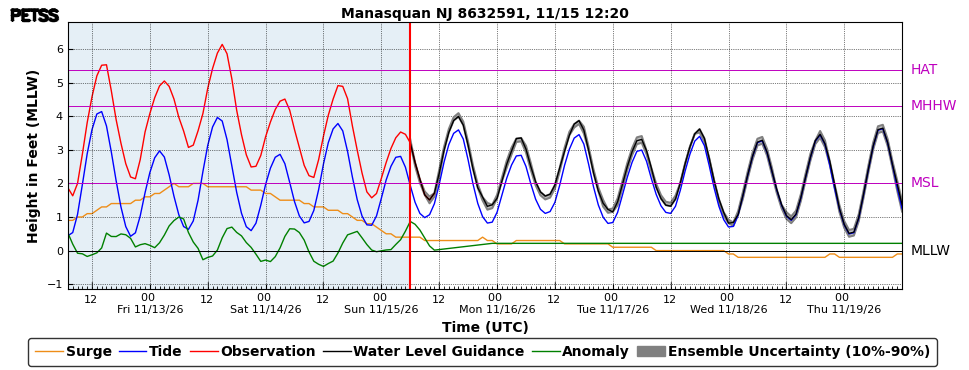 PETSS
Manasquan NJ 8632591, 11/15 12:20
Height in Feet (MLLW)
6
5
4
3
2
1
0
−1
HAT
MHHW
MSL
MLLW
12 00 12 00 12 00 12 00 12 00 12 00 12 00
Fri 11/13/26 Sat 11/14/26 Sun 11/15/26 Mon 11/16/26 Tue 11/17/26 Wed 11/18/26 Thu 11/19/26
Time (UTC)
Surge Tide Observation Water Level Guidance Anomaly Ensemble Uncertainty (10%-90%)